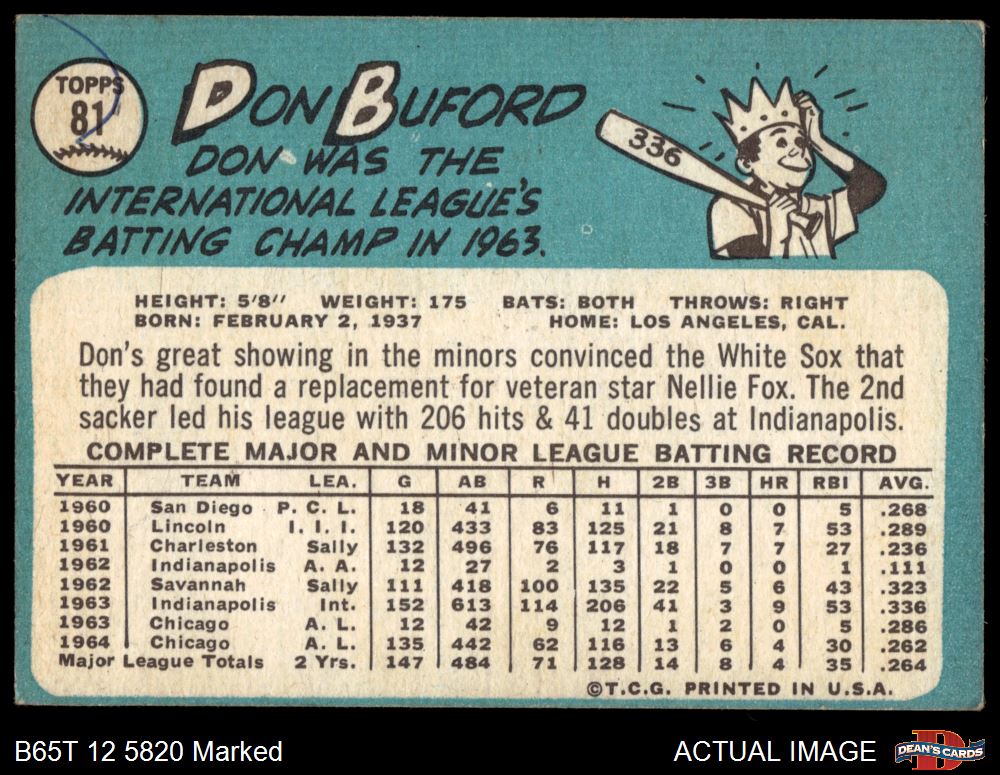 TOPPS
81
DON BUFORD
DON WAS THE
INTERNATIONAL LEAGUE'S
BATTING CHAMP IN 1963.
336
HEIGHT: 5'8" WEIGHT: 175 BATS: BOTH THROWS: RIGHT
BORN: FEBRUARY 2, 1937 HOME: LOS ANGELES, CAL.
Don's great showing in the minors convinced the White Sox that
they had found a replacement for veteran star Nellie Fox. The 2nd
sacker led his league with 206 hits & 41 doubles at Indianapolis.
COMPLETE MAJOR AND MINOR LEAGUE BATTING RECORD
YEAR TEAM LEA. G AB R H 2B 3B HR RBI AVG.
1960 San Diego P. C. L. 18 41 6 11 1 0 0 5 .268
1960 Lincoln I. I. I. 120 433 83 125 21 8 7 53 .289
1961 Charleston Sally 132 496 76 117 18 7 7 27 .236
1962 Indianapolis A. A. 12 27 2 3 1 0 0 1 .111
1962 Savannah Sally 111 418 100 135 22 5 6 43 .323
1963 Indianapolis Int. 152 613 114 206 41 3 9 53 .336
1963 Chicago A. L. 12 42 9 12 1 2 0 5 .286
1964 Chicago A. L. 135 442 62 116 13 6 4 30 .262
Major League Totals 2 Yrs. 147 484 71 128 14 8 4 35 .264
©T.C.G. PRINTED IN U.S.A.
B65T 12 5820 Marked
ACTUAL IMAGE
DEAN'S CARDS